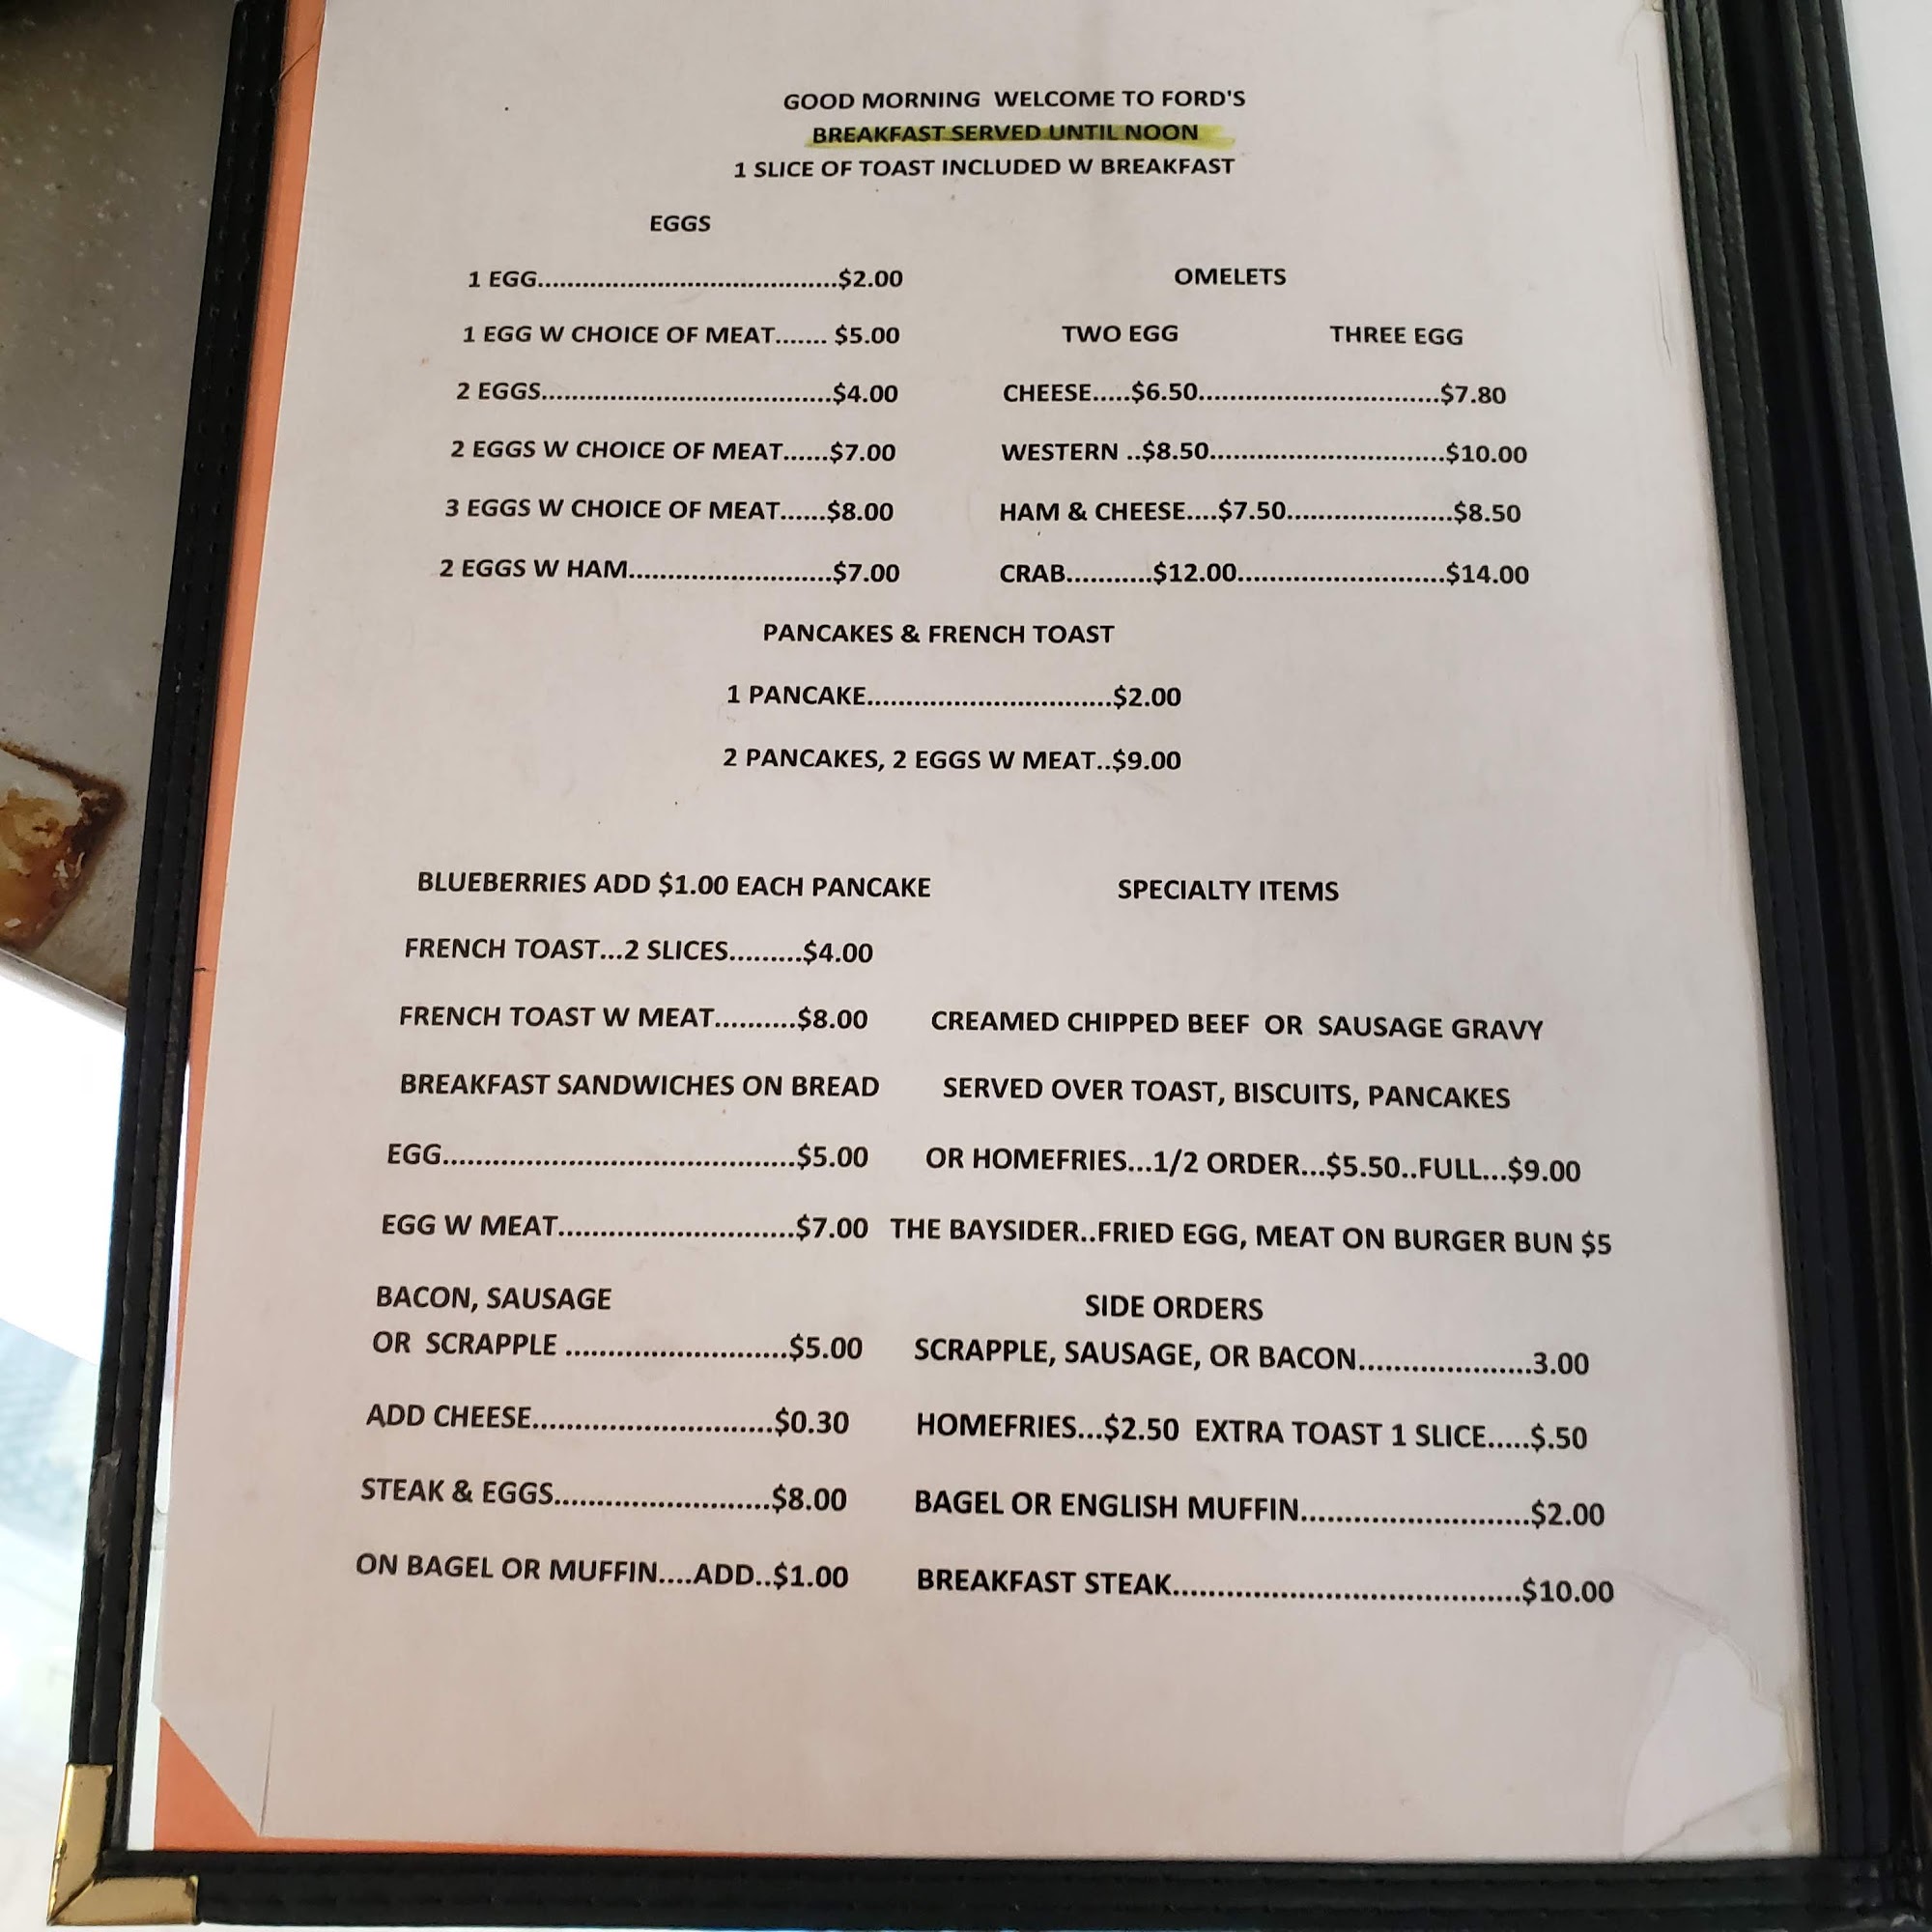 GOOD MORNING WELCOME TO FORD'S
BREAKFAST SERVED UNTIL NOON
1 SLICE OF TOAST INCLUDED W BREAKFAST
EGGS
1 EGG.......................................$2.00
1 EGG W CHOICE OF MEAT....... $5.00
2 EGGS......................................$4.00
2 EGGS W CHOICE OF MEAT......$7.00
3 EGGS W CHOICE OF MEAT......$8.00
2 EGGS W HAM..........................$7.00
OMELETS
TWO EGG THREE EGG
CHEESE.....$6.50...............................$7.80
WESTERN ..$8.50..............................$10.00
HAM & CHEESE....$7.50.....................$8.50
CRAB...........$12.00..........................$14.00
PANCAKES & FRENCH TOAST
1 PANCAKE................................$2.00
2 PANCAKES, 2 EGGS W MEAT..$9.00
BLUEBERRIES ADD $1.00 EACH PANCAKE
FRENCH TOAST...2 SLICES.........$4.00
FRENCH TOAST W MEAT..........$8.00
BREAKFAST SANDWICHES ON BREAD
EGG.............................................$5.00
EGG W MEAT..............................$7.00
BACON, SAUSAGE
OR SCRAPPLE ............................$5.00
ADD CHEESE..............................$0.30
STEAK & EGGS...........................$8.00
ON BAGEL OR MUFFIN....ADD..$1.00
SPECIALTY ITEMS
CREAMED CHIPPED BEEF OR SAUSAGE GRAVY
SERVED OVER TOAST, BISCUITS, PANCAKES
OR HOMEFRIES...1/2 ORDER...$5.50..FULL...$9.00
THE BAYSIDER..FRIED EGG, MEAT ON BURGER BUN $5
SIDE ORDERS
SCRAPPLE, SAUSAGE, OR BACON....................3.00
HOMEFRIES...$2.50 EXTRA TOAST 1 SLICE.....$.50
BAGEL OR ENGLISH MUFFIN..........................$2.00
BREAKFAST STEAK.......................................$10.00